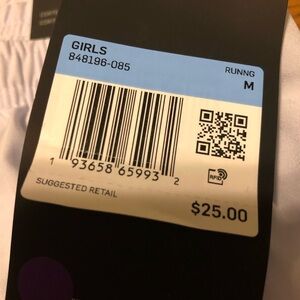 GIRLS
848196-085
RUNNG
M
1 93658 65993 2
RFID
SUGGESTED RETAIL
$25.00